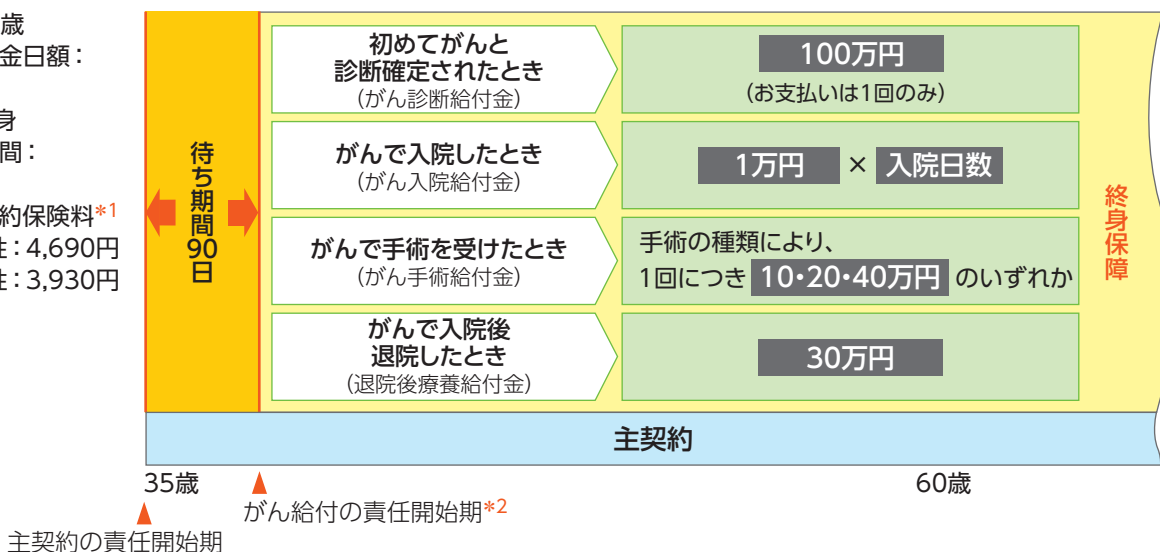 歳
金日額：
身
間：
約保険料*1
：4,690円
：3,930円
待ち期間90日
初めてがんと
診断確定されたとき
（がん診断給付金）
100万円
（お支払いは1回のみ）
がんで入院したとき
（がん入院給付金）
1万円 × 入院日数
がんで手術を受けたとき
（がん手術給付金）
手術の種類により、
1回につき 10・20・40万円 のいずれか
がんで入院後
退院したとき
（退院後療養給付金）
30万円
終身保障
主契約
35歳
60歳
がん給付の責任開始期*2
主契約の責任開始期